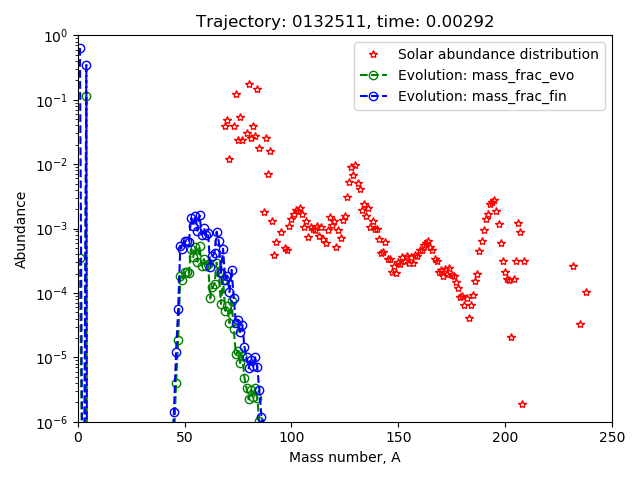 Trajectory: 0132511, time: 0.00292
Solar abundance distribution
Evolution: mass_frac_evo
Evolution: mass_frac_fin
10^0
10^-1
10^-2
10^-3
10^-4
10^-5
10^-6
Abundance
0 50 100 150 200 250
Mass number, A